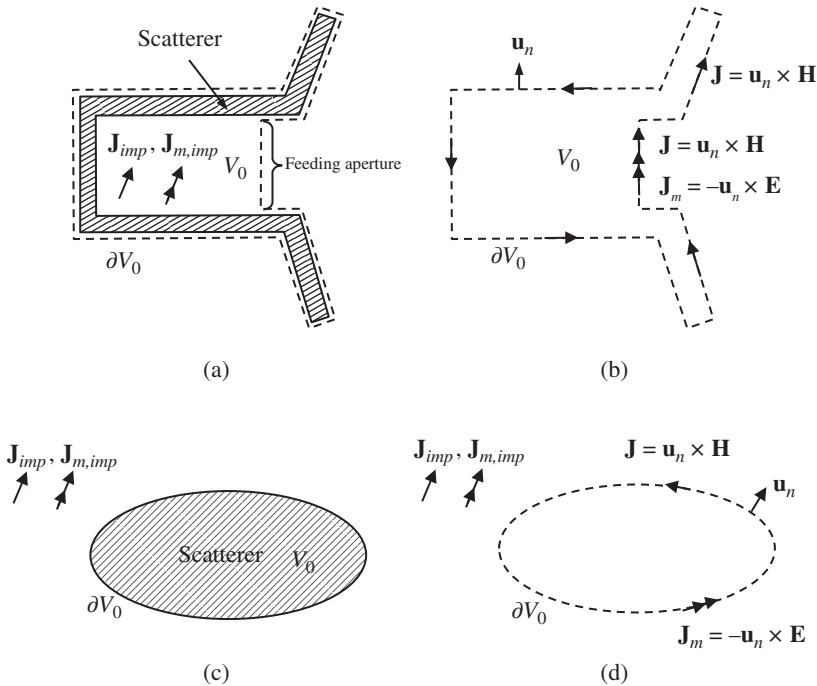 Scatterer
J_imp, J_m,imp
V_0
Feeding aperture
∂V_0
(a)
u_n
J = u_n × H
V_0
J = u_n × H
J_m = –u_n × E
∂V_0
(b)
J_imp, J_m,imp
Scatterer V_0
∂V_0
(c)
J_imp, J_m,imp
J = u_n × H
u_n
∂V_0
J_m = –u_n × E
(d)